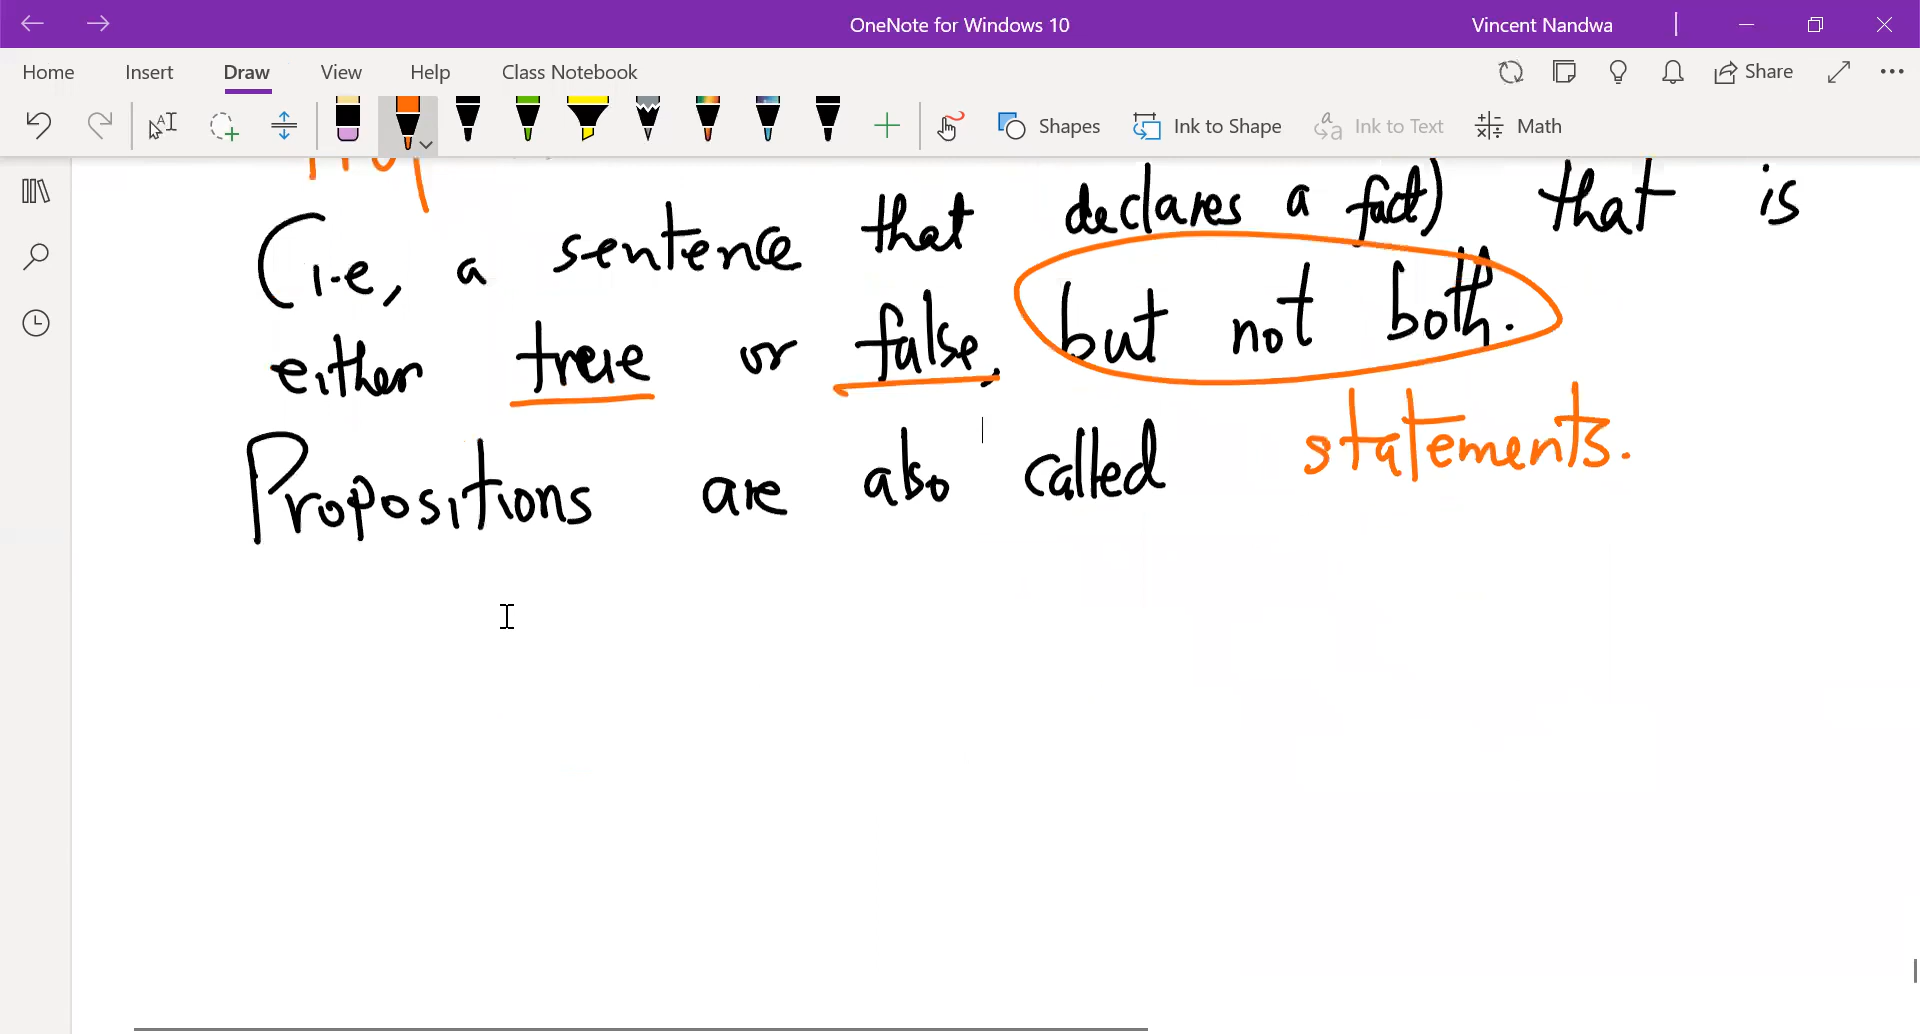 OneNote for Windows 10
Vincent Nandwa
Home Insert Draw View Help Class Notebook
Share
Shapes Ink to Shape Ink to Text Math
(i.e, a sentence that declares a fact) that is
either true or false, but not both.
Propositions are also called statements.